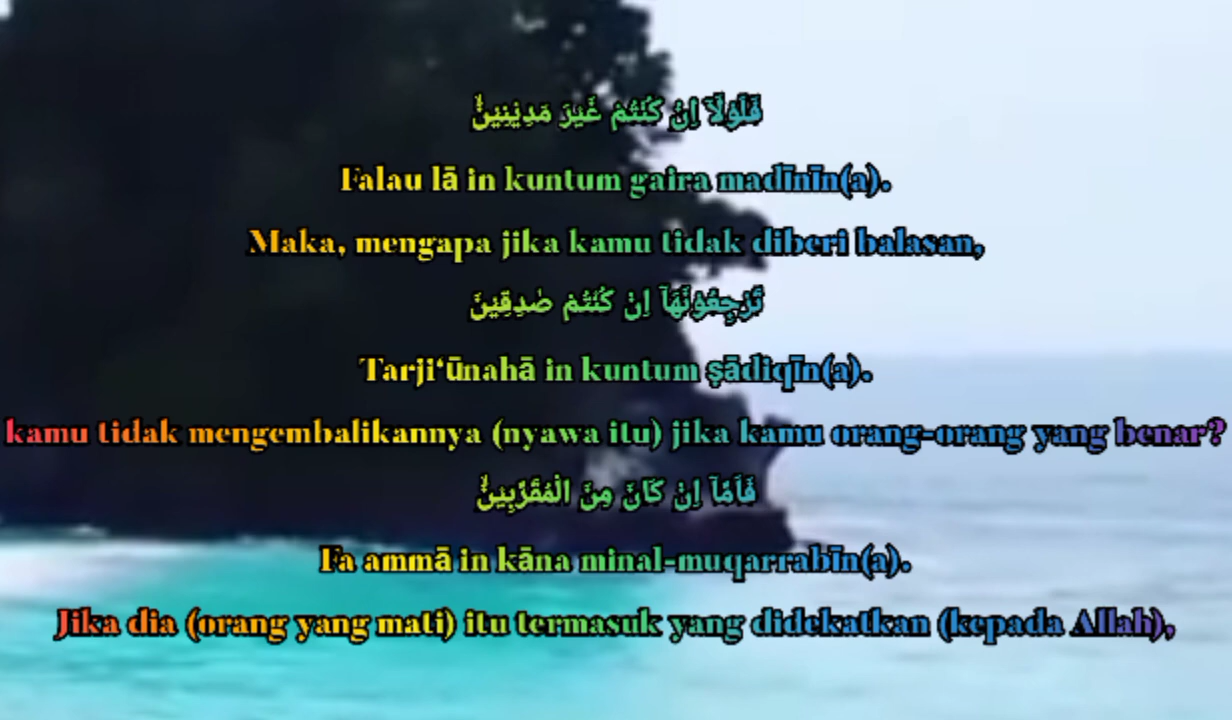 فَلَوْلَآ اِنْ كُنْتُمْ غَيْرَ مَدِيْنِيْنَۙ
Falau lā in kuntum gaira madīnīn(a).
Maka, mengapa jika kamu tidak diberi balasan,
تَرْجِعُوْنَهَآ اِنْ كُنْتُمْ صٰدِقِيْنَ
Tarji‘ūnahā in kuntum ṣādiqīn(a).
kamu tidak mengembalikannya (nyawa itu) jika kamu orang-orang yang benar?
فَاَمَّآ اِنْ كَانَ مِنَ الْمُقَرَّبِيْنَۙ
Fa ammā in kāna minal-muqarrabīn(a).
Jika dia (orang yang mati) itu termasuk yang didekatkan (kepada Allah),